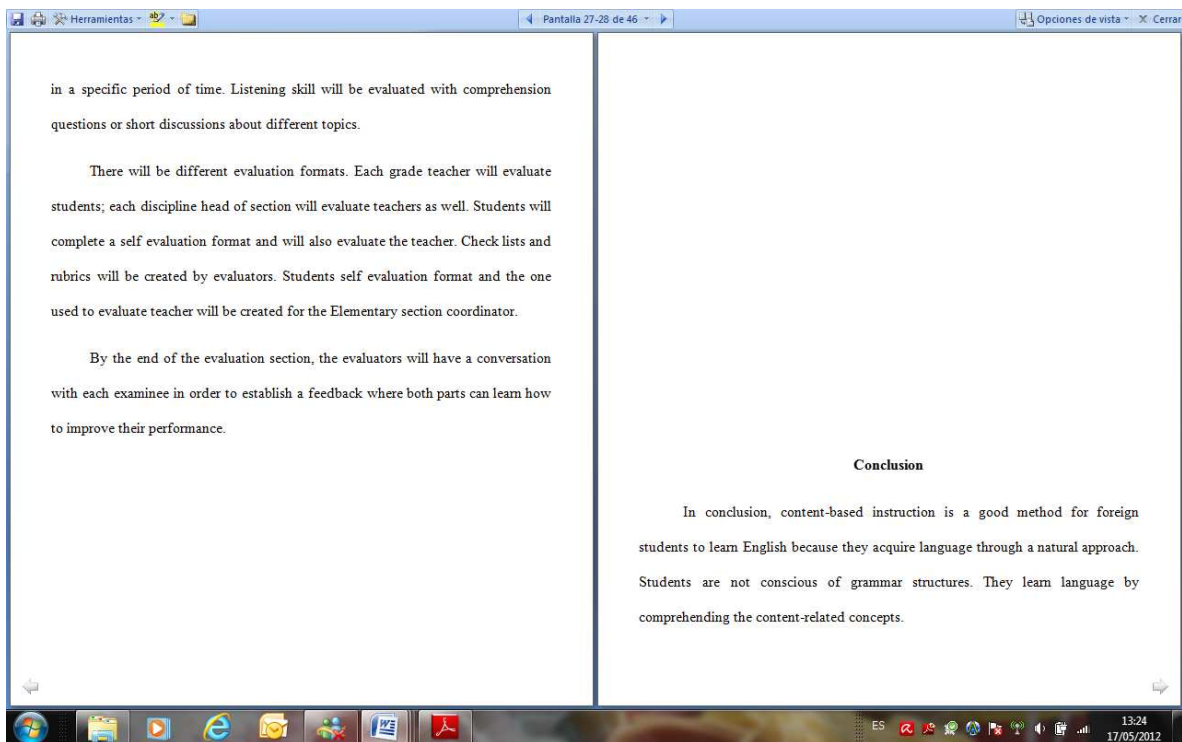 Herramientas
ab
Pantalla 27-28 de 46
Opciones de vista
X Cerrar
in a specific period of time. Listening skill will be evaluated with comprehension
questions or short discussions about different topics.
There will be different evaluation formats. Each grade teacher will evaluate
students; each discipline head of section will evaluate teachers as well. Students will
complete a self evaluation format and will also evaluate the teacher. Check lists and
rubrics will be created by evaluators. Students self evaluation format and the one
used to evaluate teacher will be created for the Elementary section coordinator.
By the end of the evaluation section, the evaluators will have a conversation
with each examinee in order to establish a feedback where both parts can learn how
to improve their performance.
Conclusion
In conclusion, content-based instruction is a good method for foreign
students to learn English because they acquire language through a natural approach.
Students are not conscious of grammar structures. They learn language by
comprehending the content-related concepts.
ES
13:24
17/05/2012